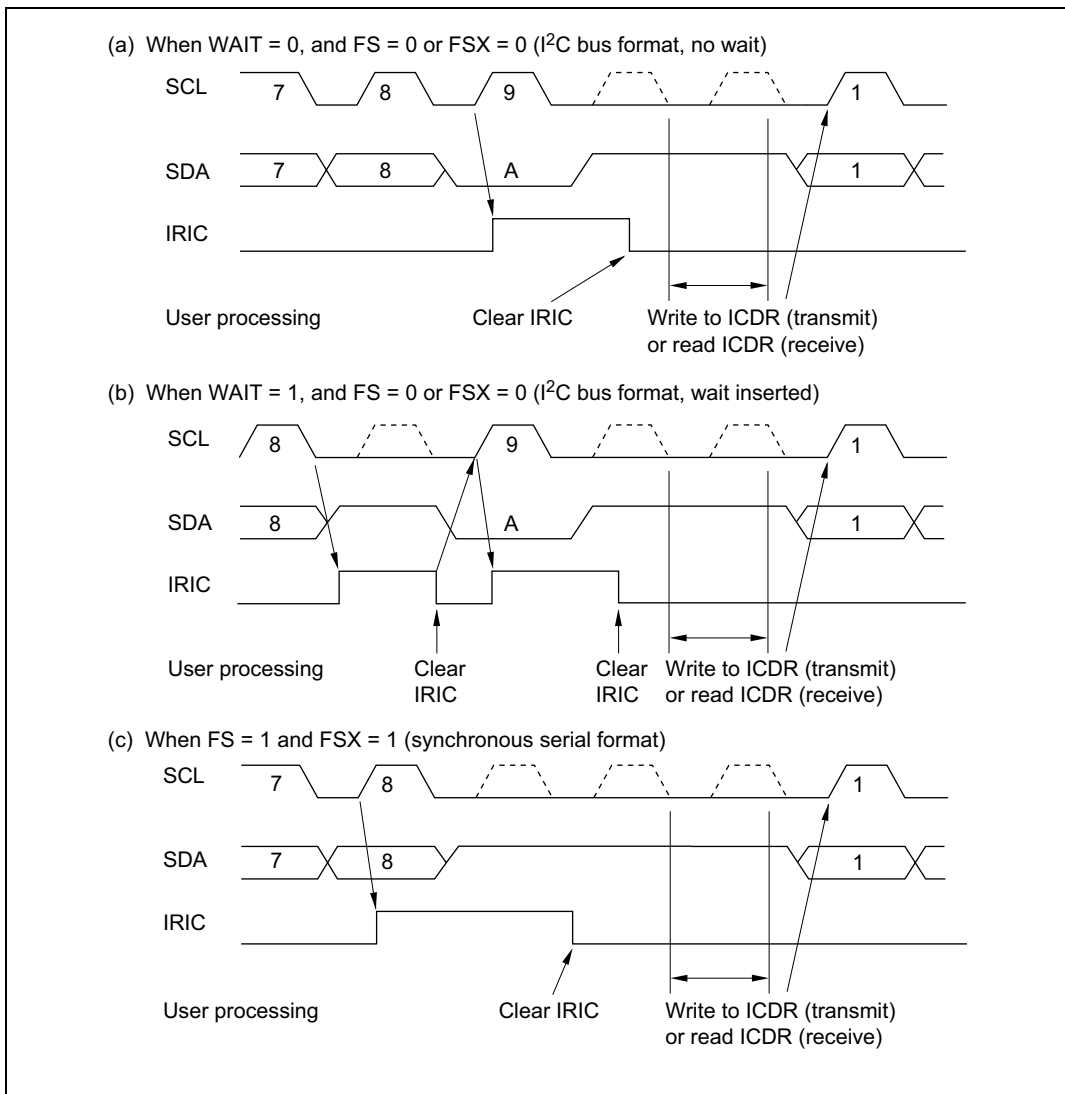 (a) When WAIT = 0, and FS = 0 or FSX = 0 (I²C bus format, no wait)
SCL 7 8 9 1
SDA 7 8 A 1
IRIC
User processing Clear IRIC Write to ICDR (transmit)
or read ICDR (receive)
(b) When WAIT = 1, and FS = 0 or FSX = 0 (I²C bus format, wait inserted)
SCL 8 9 1
SDA 8 A 1
IRIC
User processing Clear Clear Write to ICDR (transmit)
IRIC IRIC or read ICDR (receive)
(c) When FS = 1 and FSX = 1 (synchronous serial format)
SCL 7 8 1
SDA 7 8 1
IRIC
User processing Clear IRIC Write to ICDR (transmit)
or read ICDR (receive)